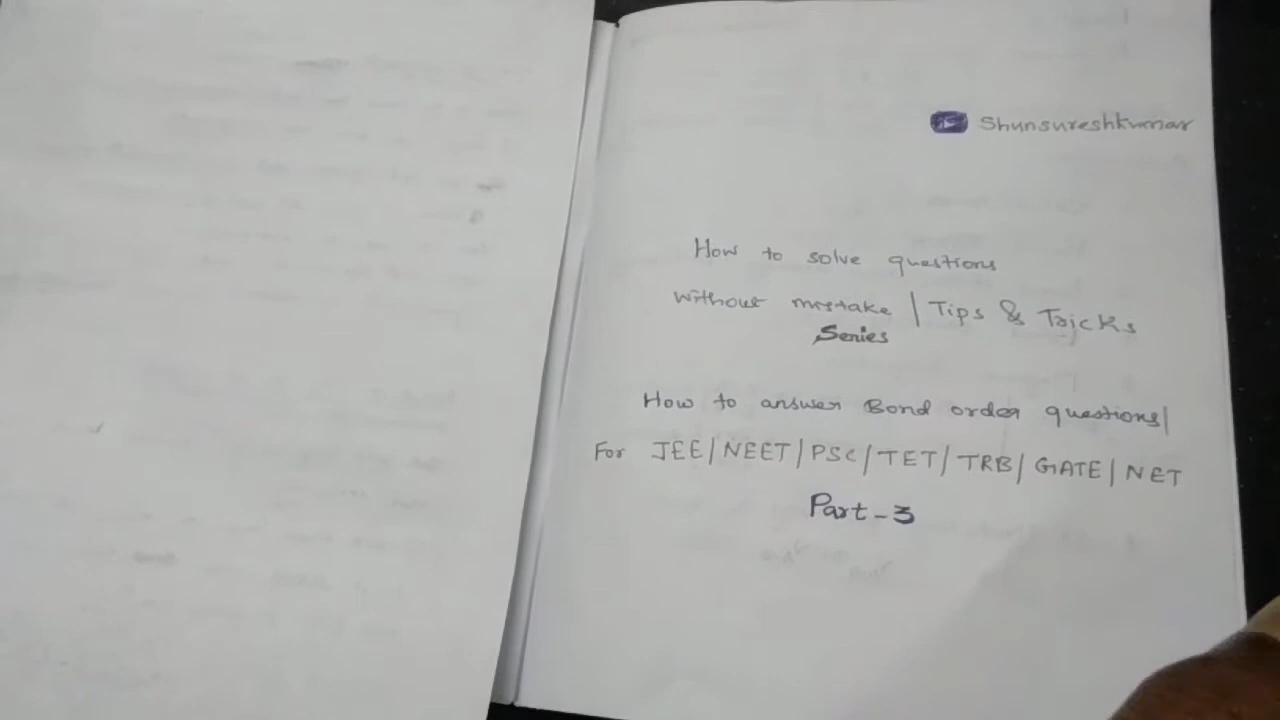 Shunsureshkumar
How to solve questions
without mistake | Tips & Tricks
Series
How to answer Bond order questions|
For JEE/NEET/PSC/TET/TRB/GATE/NET
Part-3